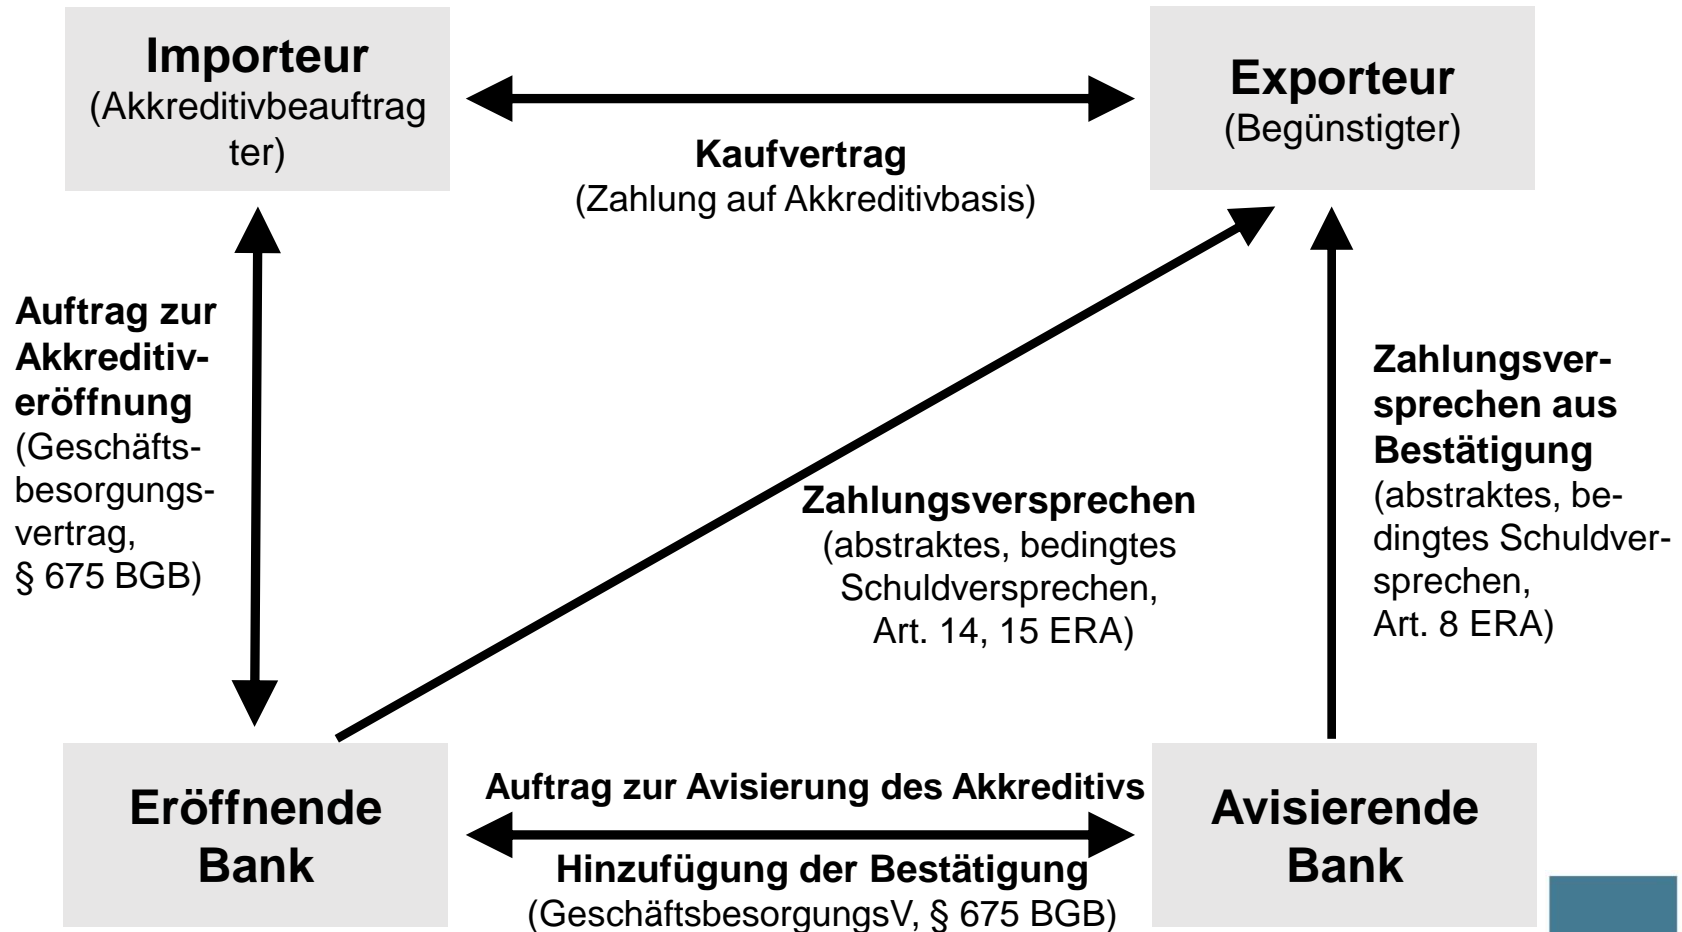 Importeur
(Akkreditivbeauftrag
ter)
Exporteur
(Begünstigter)
Kaufvertrag
(Zahlung auf Akkreditivbasis)
Auftrag zur
Akkreditiv-
eröffnung
(Geschäfts-
besorgungs-
vertrag,
§ 675 BGB)
Zahlungsversprechen
(abstraktes, bedingtes
Schuldversprechen,
Art. 14, 15 ERA)
Zahlungsver-
sprechen aus
Bestätigung
(abstraktes, be-
dingtes Schuldver-
sprechen,
Art. 8 ERA)
Eröffnende
Bank
Auftrag zur Avisierung des Akkreditivs
Hinzufügung der Bestätigung
(GeschäftsbesorgungsV, § 675 BGB)
Avisierende
Bank